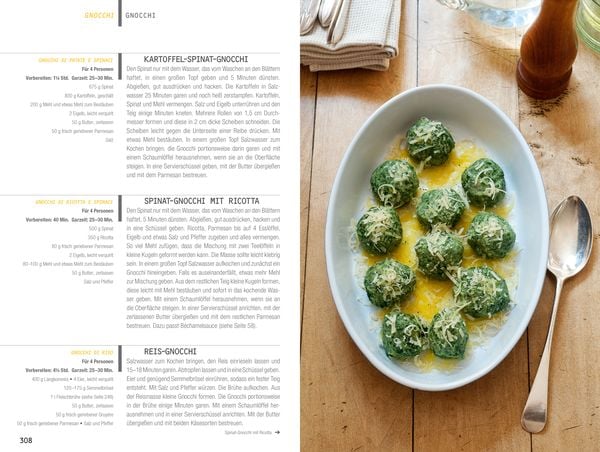 GNOCCHI | GNOCCHI
GNOCCHI DI PATATE E SPINACI
Für 4 Personen
Vorbereiten: 1¼ Std. Garzeit: 25–30 Min.
675 g Spinat
800 g Kartoffeln, geschält
200 g Mehl und etwas Mehl zum Bestäuben
2 Eigelb, leicht verquirlt
50 g Butter, zerlassen
50 g frisch geriebener Parmesan
Salz
KARTOFFEL-SPINAT-GNOCCHI
Den Spinat nur mit dem Wasser, das vom Waschen an den Blättern
haftet, in einen großen Topf geben und 5 Minuten dünsten.
Abgießen, gut ausdrücken und hacken. Die Kartoffeln in Salz-
wasser 25 Minuten garen und noch heiß zerstampfen. Kartoffeln,
Spinat und Mehl vermengen. Salz und Eigelb unterrühren und den
Teig einige Minuten kneten. Mehrere Rollen von 1,5 cm Durch-
messer formen und diese in 2 cm dicke Scheiben schneiden. Die
Scheiben leicht gegen die Unterseite einer Reibe drücken. Mit
etwas Mehl bestäuben. In einem großen Topf Salzwasser zum
Kochen bringen, die Gnocchi portionsweise darin garen und mit
einem Schaumlöffel herausnehmen, wenn sie an die Oberfläche
steigen. In eine Servierschüssel anrichten, mit der Butter und
mit dem Parmesan bestreuen.
GNOCCHI DI RICOTTA E SPINACI
Für 4 Personen
Vorbereiten: 40 Min. Garzeit: 25–30 Min.
500 g Spinat
350 g Ricotta
80 g frisch geriebener Parmesan
2 Eigelb, leicht verquirlt
80–100 g Mehl und etwas Mehl zum Bestäuben
50 g Butter, zerlassen
Salz und Pfeffer
SPINAT-GNOCCHI MIT RICOTTA
Den Spinat nur mit dem Wasser, das vom Waschen an den Blättern
haftet, 5 Minuten dünsten. Abgießen, gut ausdrücken, hacken und
in eine Schüssel geben. Ricotta, Parmesan bis auf 4 Esslöffel,
Eigelb und etwas Salz und Pfeffer zugeben und alles vermengen.
So viel Mehl zufügen, dass die Mischung mit zwei Teelöffeln in
kleine Kugeln geformt werden kann. Die Masse sollte leicht klebrig
sein. In einem großen Topf Salzwasser aufkochen und zunächst ein
Gnocchi hineingeben. Falls es auseinanderfällt, etwas mehr Mehl
zur Mischung geben. Aus dem restlichen Teig kleine Kugeln formen,
diese leicht mit Mehl bestäuben und sofort in das kochende Was-
ser geben. Mit einem Schaumlöffel herausnehmen, wenn sie an
die Oberfläche steigen. In einer Servierschüssel anrichten, mit der
zerlassenen Butter übergießen und mit dem restlichen Parmesan
bestreuen. Dazu passt Béchamelsauce (siehe Seite 58).
GNOCCHI DI RISO
Für 4 Personen
Vorbereiten: 4¼ Std. Garzeit: 25–30 Min.
400 g Langkornreis • 4 Eier, leicht verquirlt
120–175 g Semmelbrösel
1 l Fleischbrühe (siehe Seite 248)
50 g Butter, zerlassen
50 g frisch geriebener Gruyère
50 g frisch geriebener Parmesan • Salz und Pfeffer
REIS-GNOCCHI
Salzwasser zum Kochen bringen, den Reis einrieseln lassen und
15–18 Minuten garen. Abtropfen lassen und in eine Schüssel geben.
Eier und genügend Semmelbrösel einrühren, sodass ein fester Teig
entsteht. Mit Salz und Pfeffer würzen. Die Brühe aufkochen. Aus
der Reismasse kleine Gnocchi formen. Die Gnocchi portionsweise
in der Brühe einige Minuten garen. Mit einem Schaumlöffel her-
ausnehmen und in einer Servierschüssel anrichten. Mit der Butter
übergießen und mit beiden Käsesorten bestreuen.
308
Spinat-Gnocchi mit Ricotta →